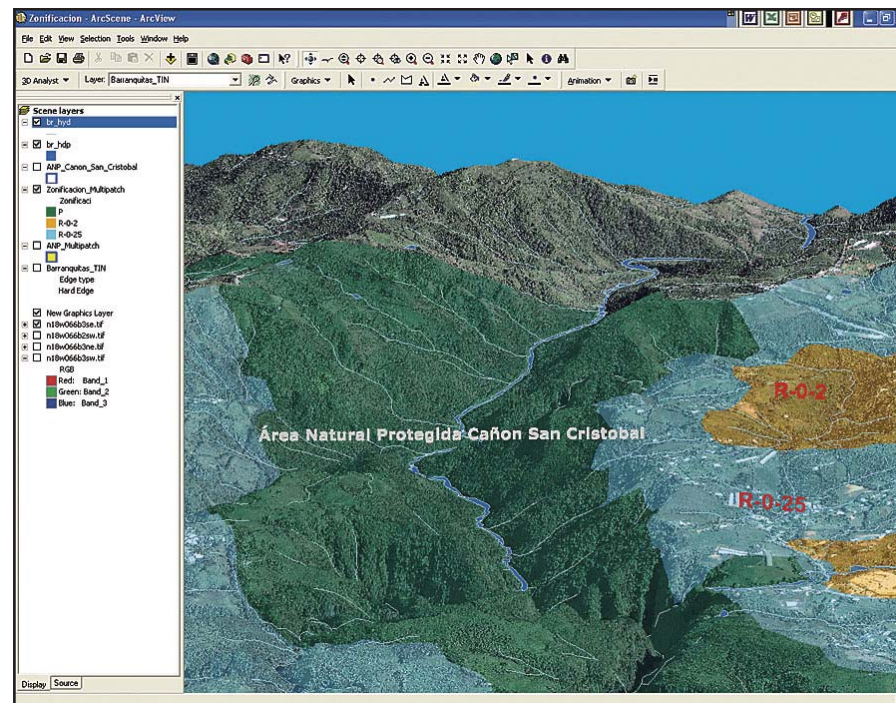 Zonificacion - ArcScene - ArcView
File Edit View Selection Tools Window Help
3D Analyst Layer: Barranquitas_TIN Graphics A A Animation
Scene layers
br_hyd
br_hdp
ANP_Canon_San_Cristobal
Zonificacion_Multipatch
Zonificaci
P
R-0-2
R-0-25
ANP_Multipatch
Barranquitas_TIN
Edge type
Hard Edge
New Graphics Layer
n18w066b3se.tif
n18w066b2sw.tif
n18w066b3ne.tif
n18w066b3sw.tif
RGB
Red: Band_1
Green: Band_2
Blue: Band_3
R-0-2
Área Natural Protegida Cañon San Cristobal
R-0-25
Display Source